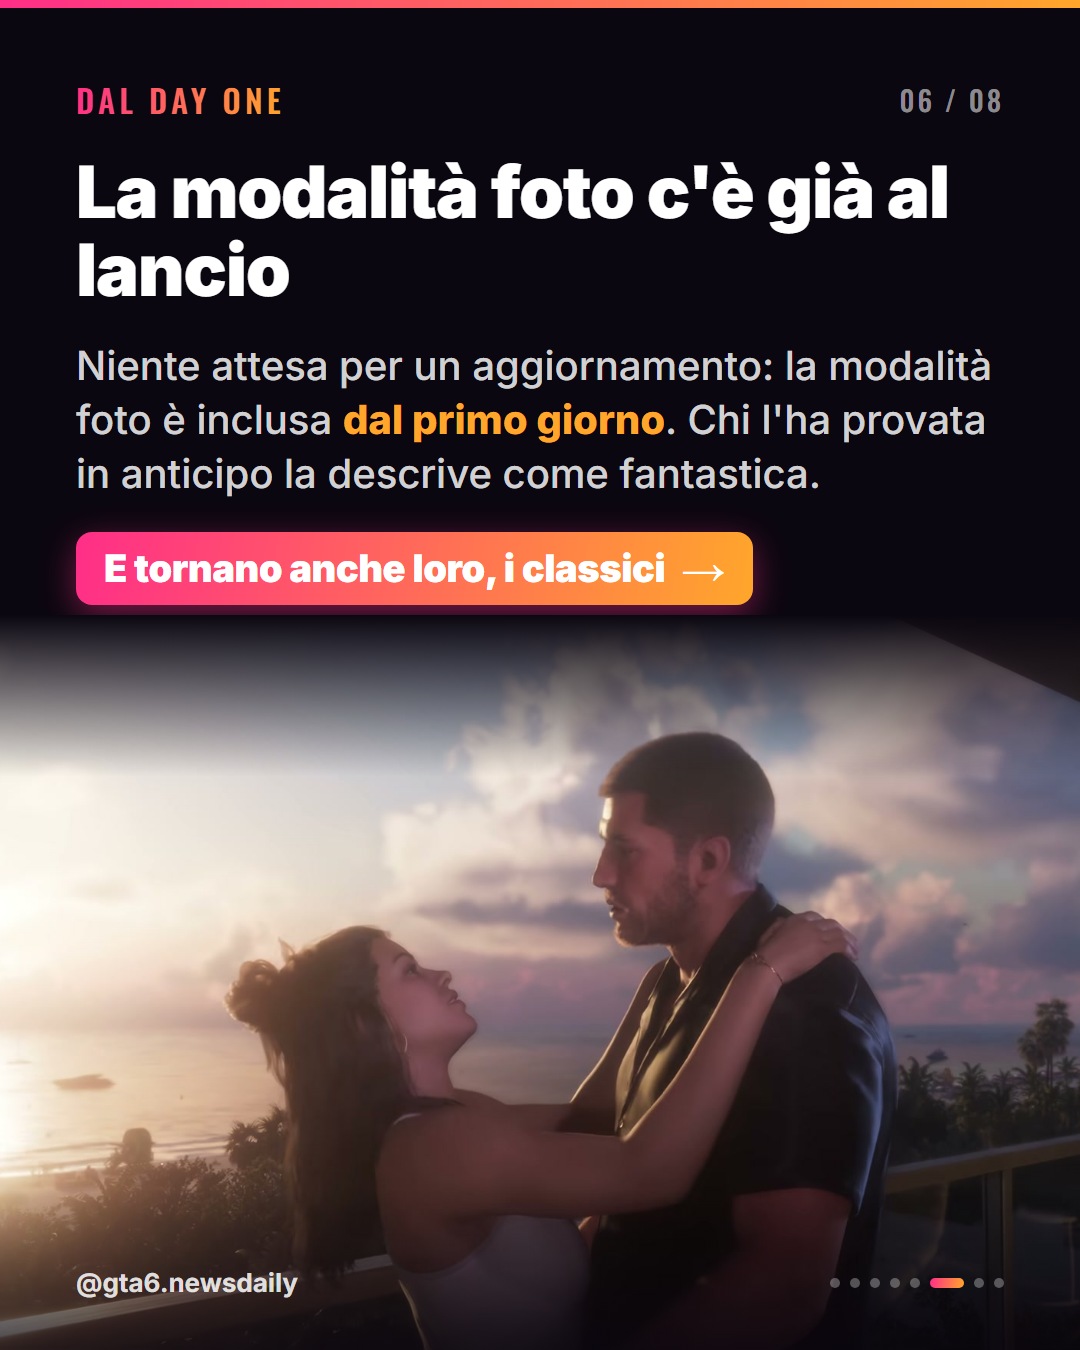 DAL DAY ONE
06 / 08
La modalità foto c'è già al
lancio
Niente attesa per un aggiornamento: la modalità
foto è inclusa dal primo giorno. Chi l'ha provata
in anticipo la descrive come fantastica.
E tornano anche loro, i classici →
@gta6.newsdaily